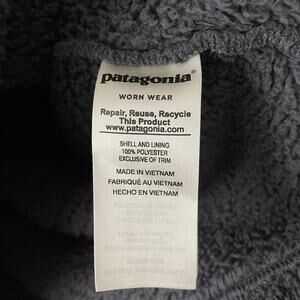 patagonia®
WORN WEAR
Repair, Reuse, Recycle
This Product
www.patagonia.com
SHELL AND LINING
100% POLYESTER
EXCLUSIVE OF TRIM
MADE IN VIETNAM
FABRIQUÉ AU VIETNAM
HECHO EN VIETNAM